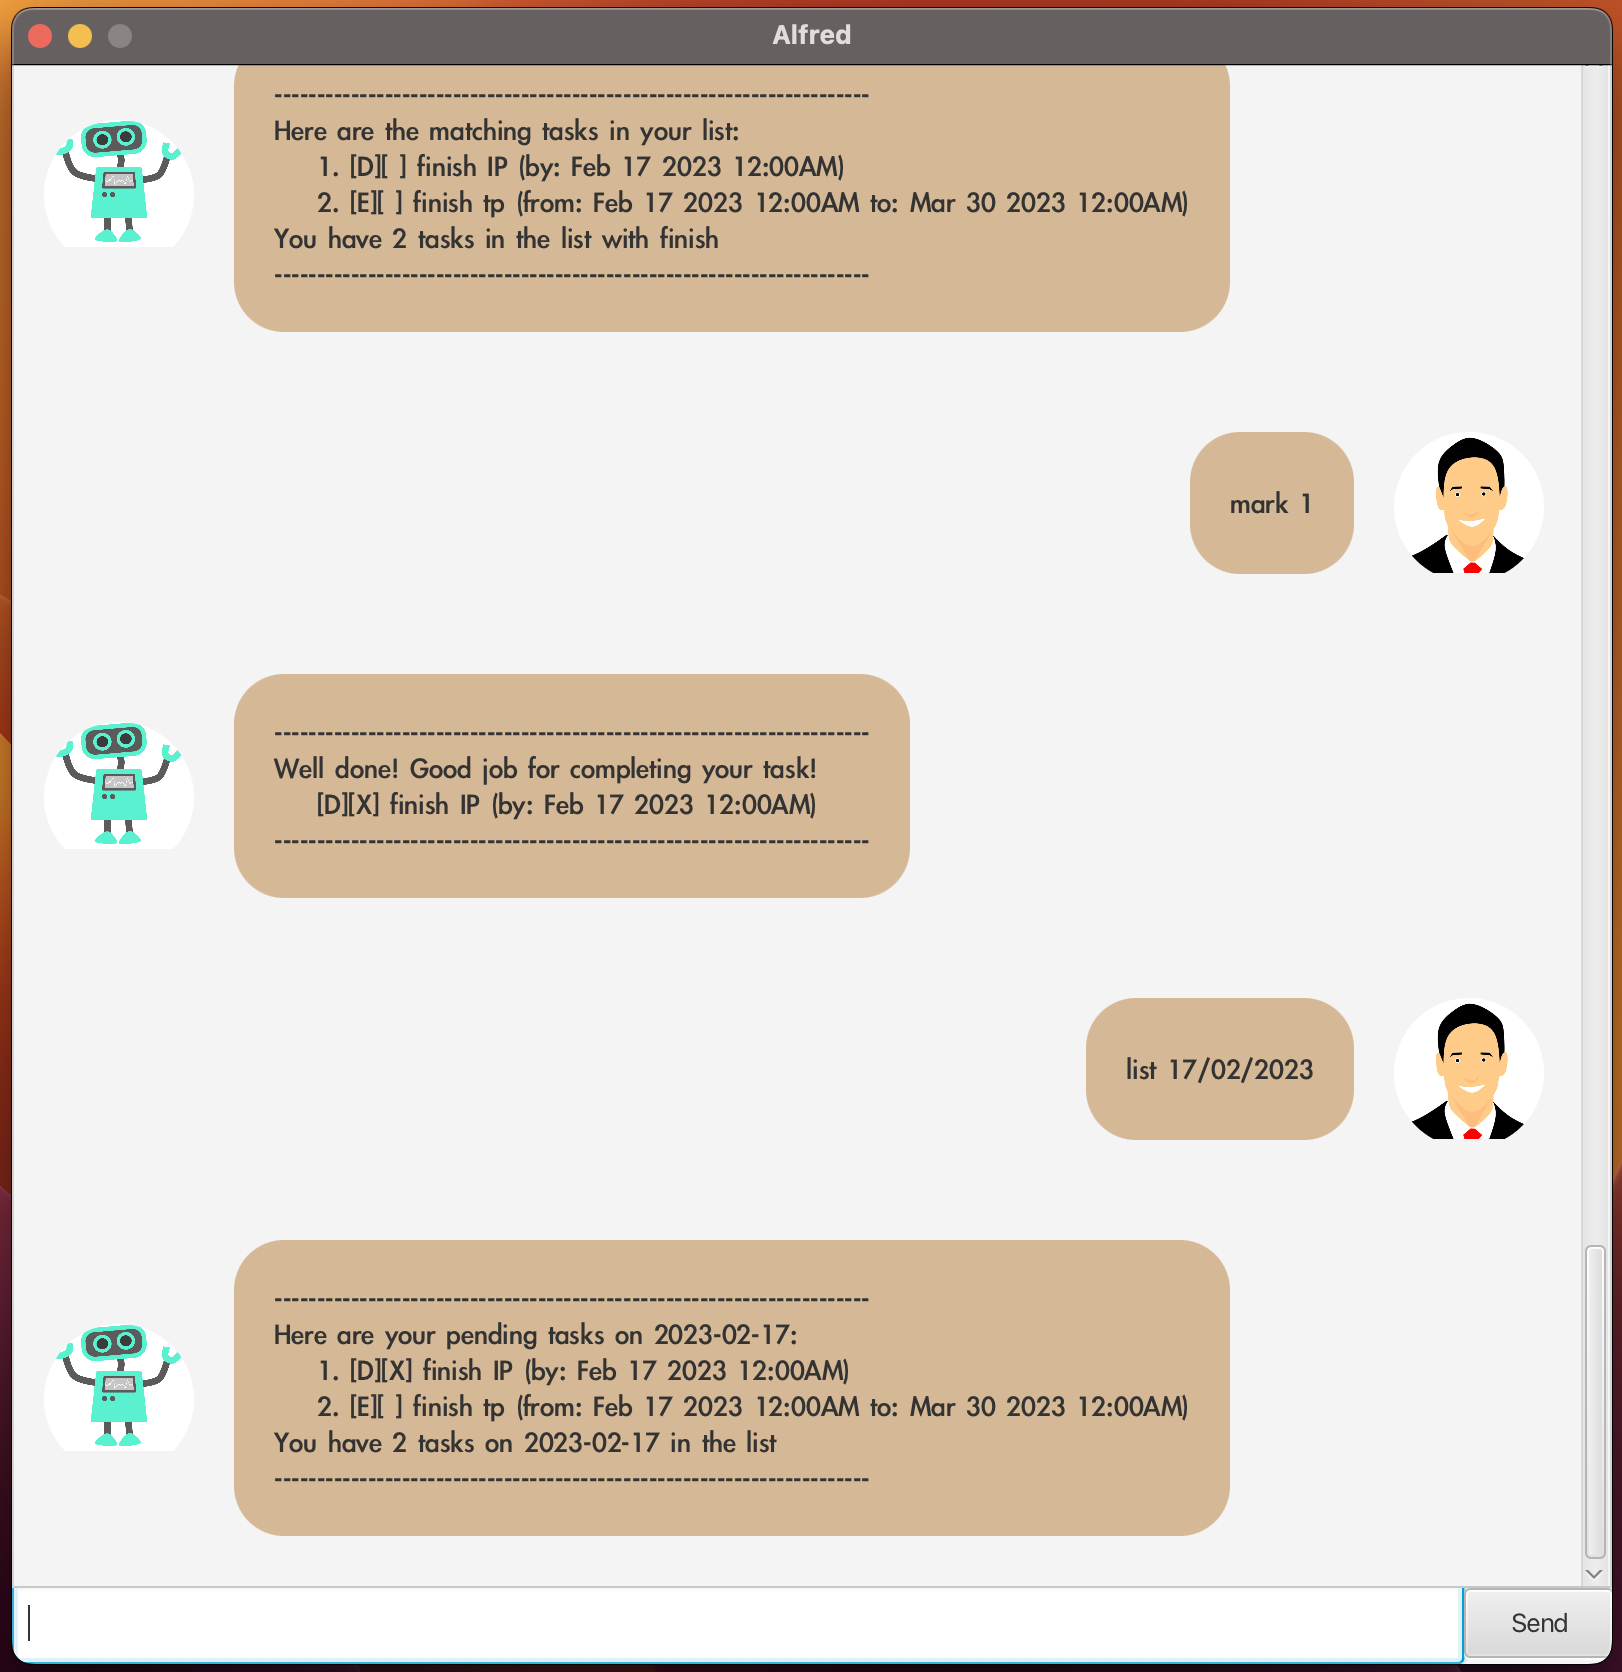 Alfred
----------------------------------------------------------------------
Here are the matching tasks in your list:
1. [D][ ] finish IP (by: Feb 17 2023 12:00AM)
2. [E][ ] finish tp (from: Feb 17 2023 12:00AM to: Mar 30 2023 12:00AM)
You have 2 tasks in the list with finish
----------------------------------------------------------------------
mark 1
----------------------------------------------------------------------
Well done! Good job for completing your task!
[D][X] finish IP (by: Feb 17 2023 12:00AM)
----------------------------------------------------------------------
list 17/02/2023
----------------------------------------------------------------------
Here are your pending tasks on 2023-02-17:
1. [D][X] finish IP (by: Feb 17 2023 12:00AM)
2. [E][ ] finish tp (from: Feb 17 2023 12:00AM to: Mar 30 2023 12:00AM)
You have 2 tasks on 2023-02-17 in the list
----------------------------------------------------------------------
Send